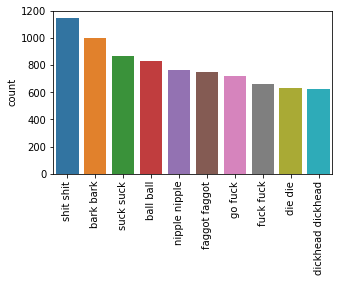 1200
1000
800
600
400
200
0
count
shit shit
bark bark
suck suck
ball ball
nipple nipple
faggot faggot
go fuck
fuck fuck
die die
dickhead dickhead